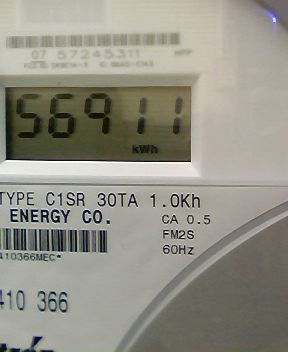 07 57245311
56911
kWh
TYPE C1SR 30TA 1.0Kh
ENERGY CO.
CA 0.5
FM2S
60Hz
410366MEC*
410 366